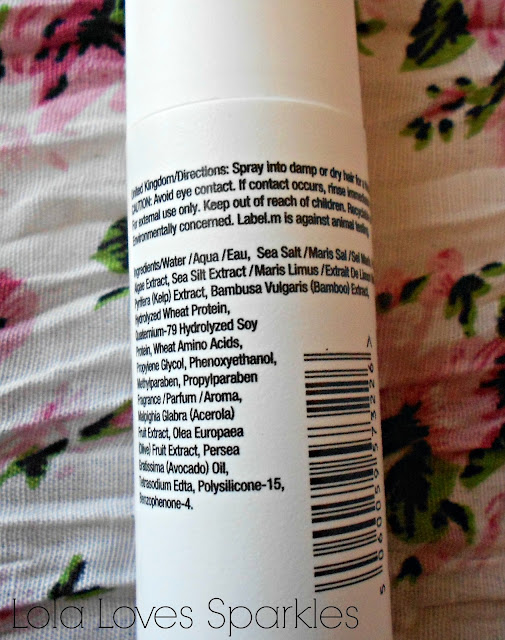 United Kingdom/Directions: Spray into damp or dry hair for a
CAUTION: Avoid eye contact. If contact occurs, rinse
For external use only. Keep out of reach of children.
Environmentally concerned. Label.m is against animal testing
Ingredients/Water /Aqua /Eau, Sea Salt /Maris Sal /Sel
Algae Extract, Sea Silt Extract /Maris Limus /Extrait De Limon
Pyrifera (Kelp) Extract, Bambusa Vulgaris (Bamboo) Extract,
Hydrolyzed Wheat Protein,
Quaternium-79 Hydrolyzed Soy
Protein, Wheat Amino Acids,
Propylene Glycol, Phenoxyethanol,
Methylparaben, Propylparaben
Fragrance /Parfum /Aroma,
Malpighia Glabra (Acerola)
Fruit Extract, Olea Europaea
(Olive) Fruit Extract, Persea
Gratissima (Avocado) Oil,
Tetrasodium Edta, Polysilicone-15,
Benzophenone-4.
Lola Loves Sparkles